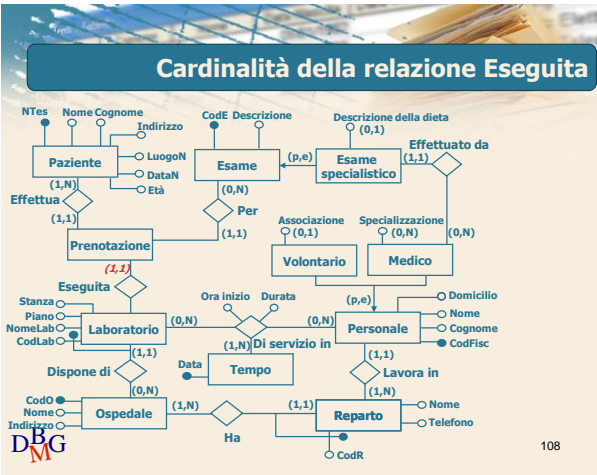 Cardinalità della relazione Eseguita
NTes Nome Cognome
Indirizzo
LuogoN
DataN
Età
Paziente
CodE Descrizione
Esame
Descrizione della dieta
(0,1)
(p,e)
Esame
specialistico
(1,1)
Effettuato da
(1,N)
Effettua
(1,1)
(0,N)
Per
(1,1)
Prenotazione
Associazione
(0,1)
Volontario
Specializzazione
(0,N)
Medico
(0,N)
(1,1)
Eseguita
Stanza
Piano
NomeLab
CodLab
Laboratorio
(0,N)
Ora inizio Durata
(0,N)
Di servizio in
(1,N)
Data
Tempo
(p,e)
Personale
Domicilio
Nome
Cognome
CodFisc
(1,1)
Dispone di
(0,N)
(1,1)
Lavora in
(1,N)
CodO
Nome
Indirizzo
Ospedale
(1,N)
Ha
(1,1)
Reparto
Nome
Telefono
CodR
DBMG
108